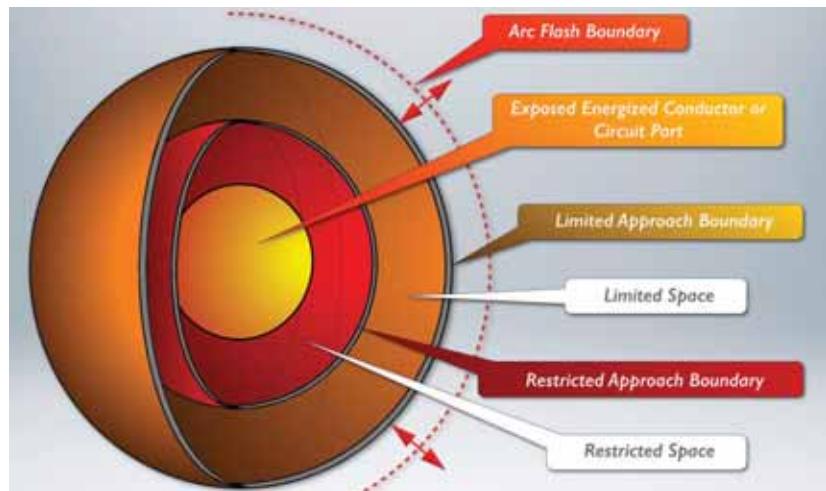 Arc Flash Boundary
Exposed Energized Conductor or
Circuit Part
Limited Approach Boundary
Limited Space
Restricted Approach Boundary
Restricted Space